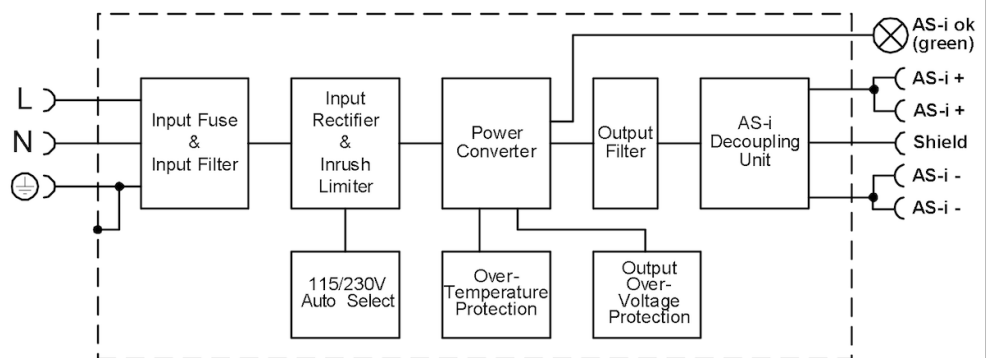 AS-i ok
(green)
L
N
Input Fuse
&
Input Filter
Input
Rectifier
&
Inrush
Limiter
Power
Converter
Output
Filter
AS-i
Decoupling
Unit
AS-i +
AS-i +
Shield
AS-i -
AS-i -
115/230V
Auto Select
Over-
Temperature
Protection
Output
Over-
Voltage
Protection